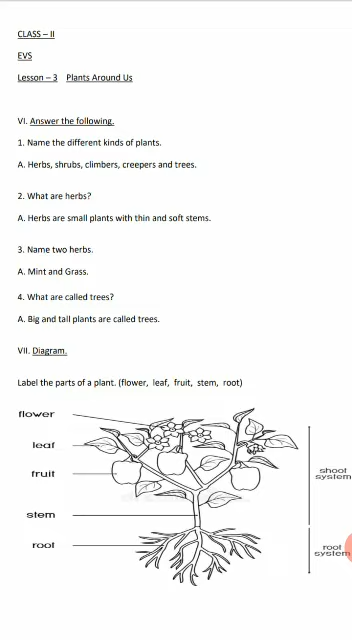 CLASS – II
EVS
Lesson – 3 Plants Around Us
VI. Answer the following.
1. Name the different kinds of plants.
A. Herbs, shrubs, climbers, creepers and trees.
2. What are herbs?
A. Herbs are small plants with thin and soft stems.
3. Name two herbs.
A. Mint and Grass.
4. What are called trees?
A. Big and tall plants are called trees.
VII. Diagram.
Label the parts of a plant. (flower, leaf, fruit, stem, root)
flower
leaf
fruit
stem
root
shoot
system
root
system